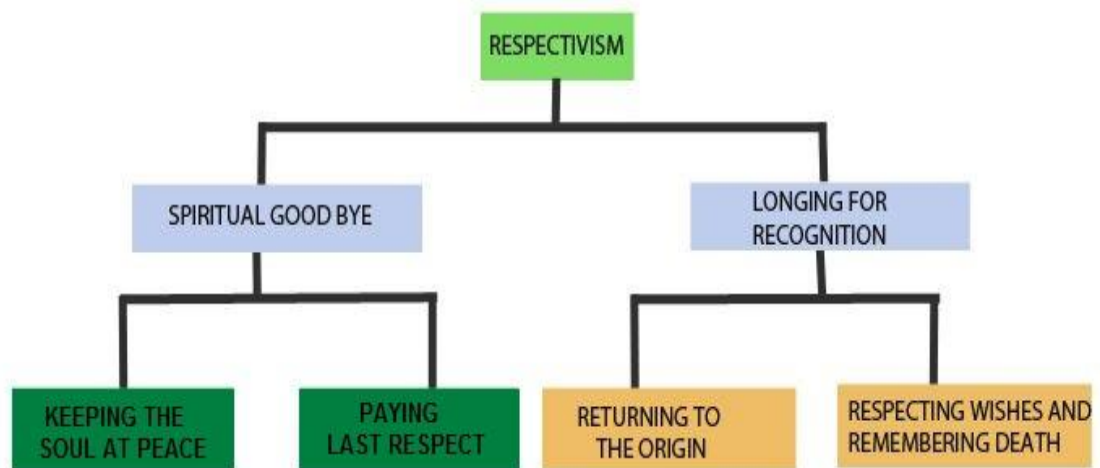 RESPECTIVISM
SPIRITUAL GOOD BYE
LONGING FOR
RECOGNITION
KEEPING THE
SOUL AT PEACE
PAYING
LAST RESPECT
RETURNING TO
THE ORIGIN
RESPECTING WISHES AND
REMEMBERING DEATH